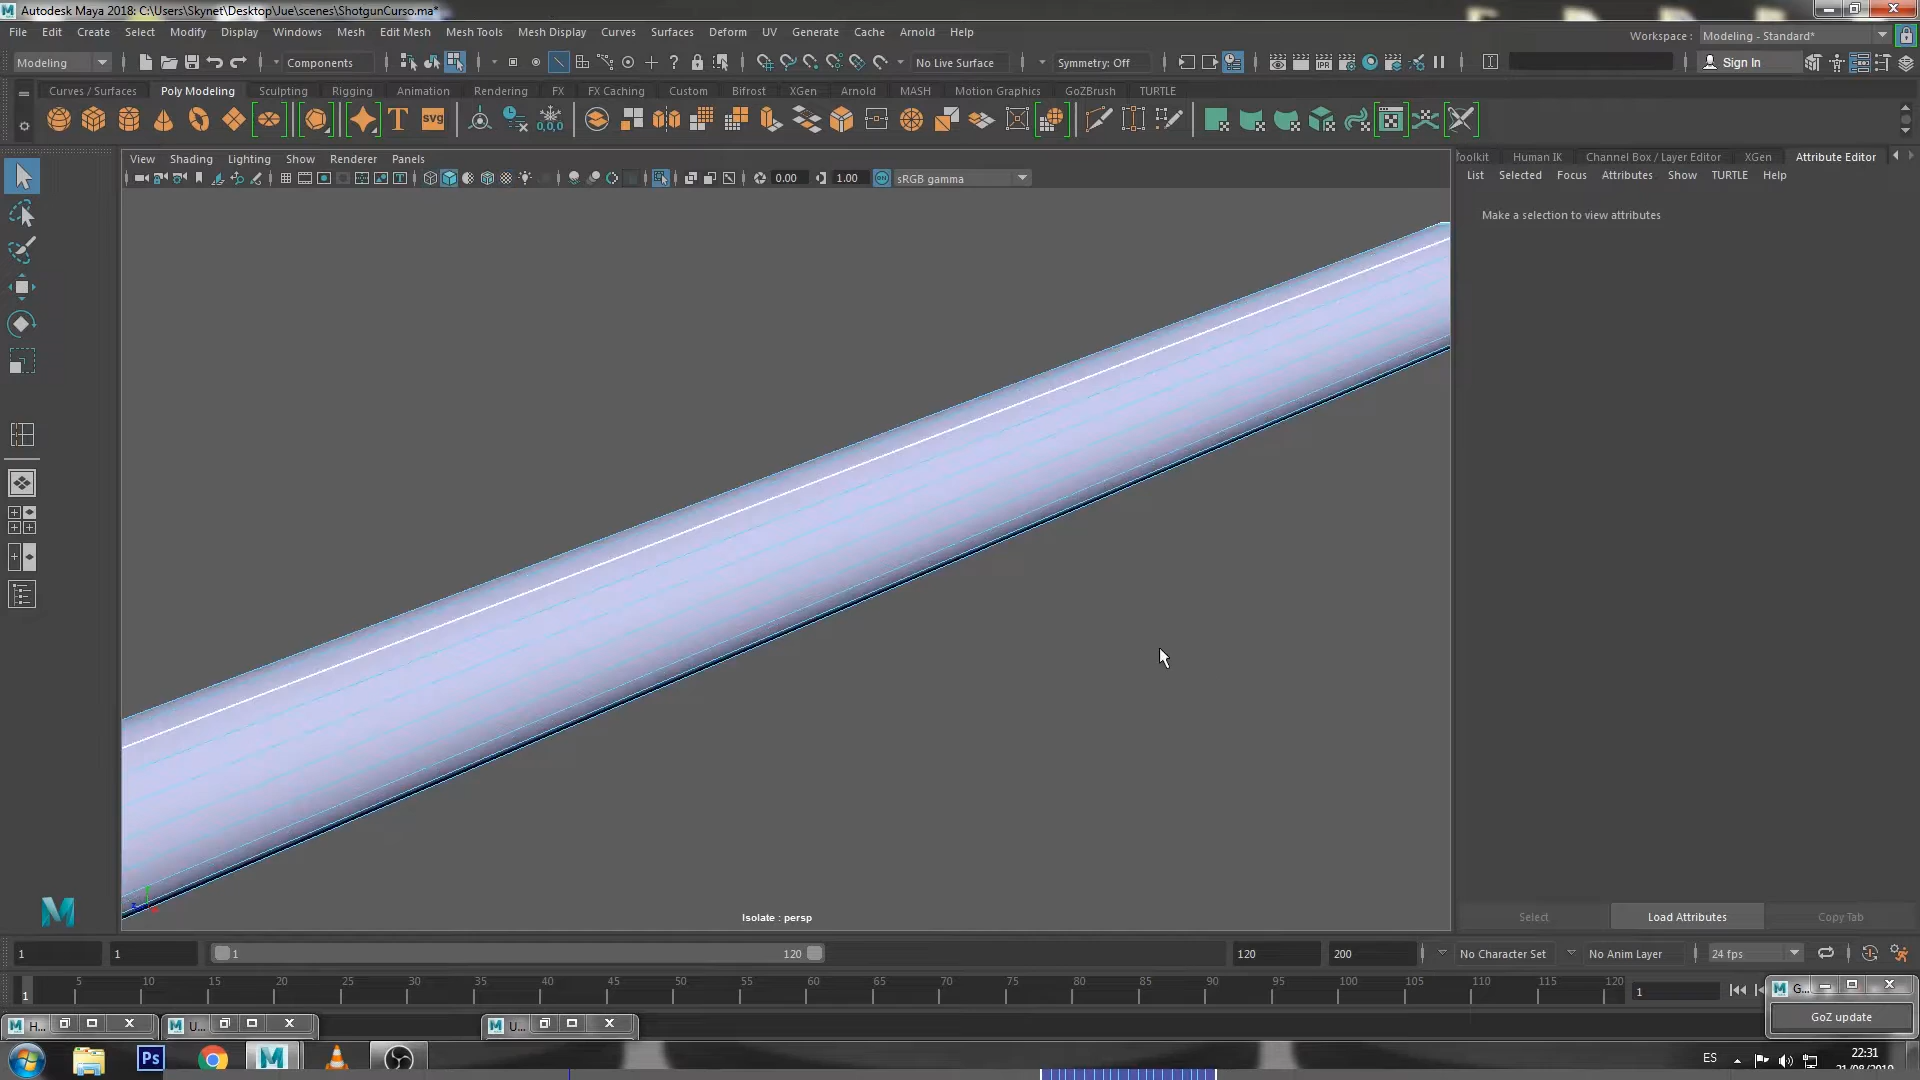 Autodesk Maya 2018: C:\Users\Skynet\Desktop\Jue\scenes\ShotgunCurso.ma*
File Edit Create Select Modify Display Windows Mesh Edit Mesh Mesh Tools Mesh Display Curves Surfaces Deform UV Generate Cache Arnold Help
Workspace : Modeling - Standard*
Modeling Components No Live Surface Symmetry: Off Sign In
Curves / Surfaces Poly Modeling Sculpting Rigging Animation Rendering FX FX Caching Custom Bifrost XGen Arnold MASH Motion Graphics GoZBrush TURTLE
T svg 0,0,0
View Shading Lighting Show Renderer Panels
0.00 1.00 sRGB gamma
oolkit Human IK Channel Box / Layer Editor XGen Attribute Editor
List Selected Focus Attributes Show TURTLE Help
Make a selection to view attributes
Isolate : persp
Select Load Attributes Copy Tab
1 1 1 120 120 200 No Character Set No Anim Layer 24 fps
5 10 15 20 25 30 35 40 45 50 55 60 65 70 75 80 85 90 95 100 105 110 115 120
1 1
G...
GoZ update
H... U... U...
Ps
ES 22:31